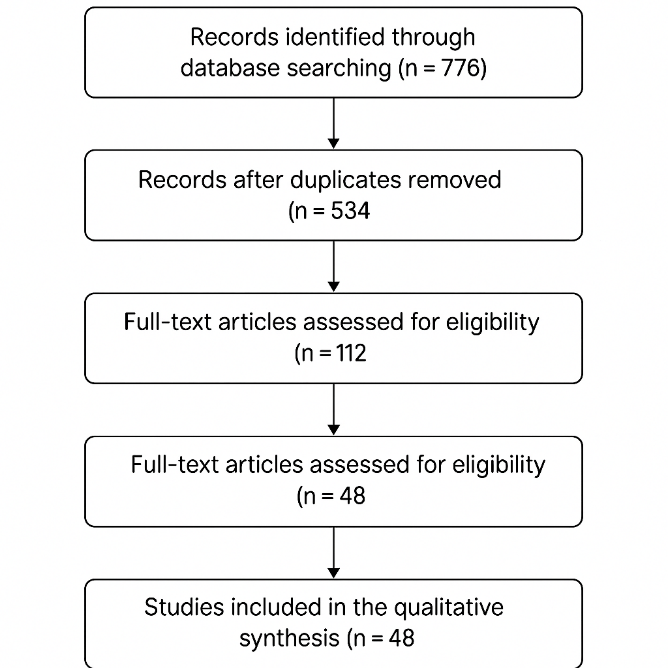 Records identified through
database searching (n = 776)
Records after duplicates removed
(n = 534
Full-text articles assessed for eligibility
(n = 112
Full-text articles assessed for eligibility
(n = 48
Studies included in the qualitative
synthesis (n = 48